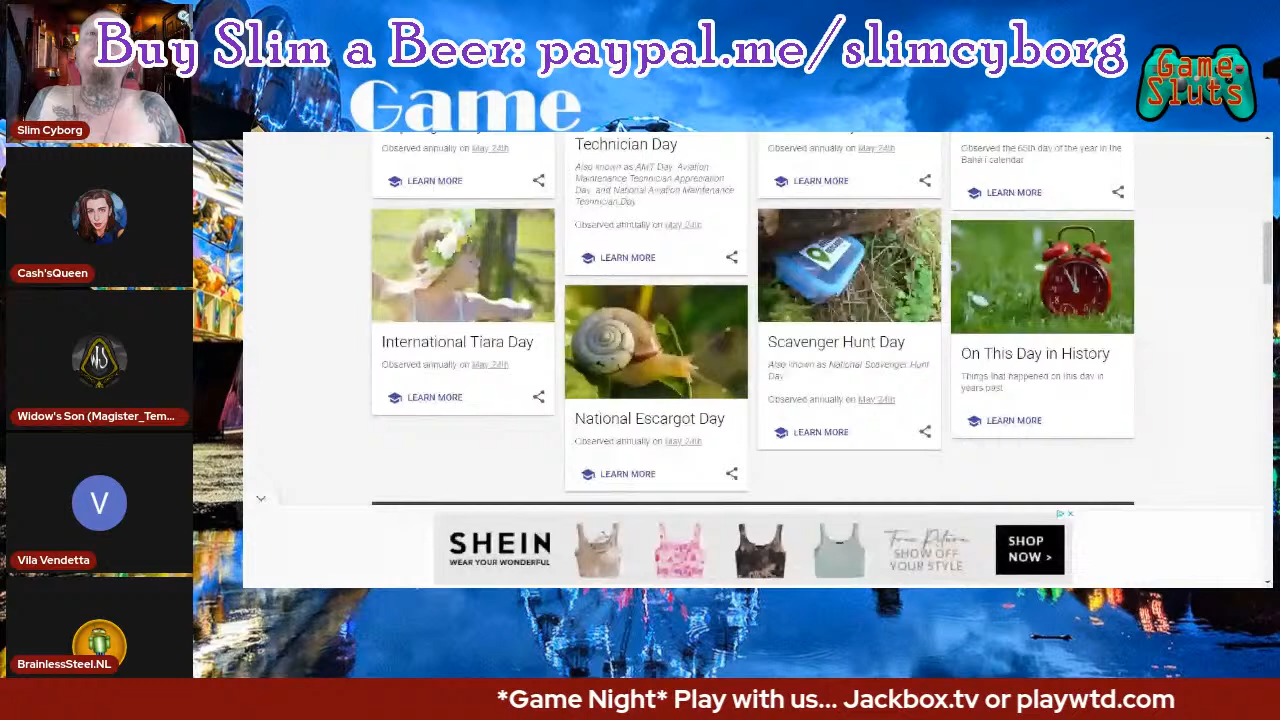 Buy Slim a Beer: paypal.me/slimcyborg
Game
Game-
Sluts
Slim Cyborg
Cash'sQueen
Widow's Son (Magister_Tem...
V
Vila Vendetta
BrainlessSteel.NL
Observed annually on May 24th
LEARN MORE
International Tiara Day
Observed annually on May 24th
LEARN MORE
Technician Day
Also known as AMT Day, Aviation
Maintenance Technician Appreciation
Day, and National Aviation Maintenance
Technician Day
Observed annually on May 24th
LEARN MORE
National Escargot Day
Observed annually on May 24th
LEARN MORE
Observed annually on May 24th
LEARN MORE
Scavenger Hunt Day
Also known as National Scavenger Hunt
Day
Observed annually on May 24th
LEARN MORE
Observed the 65th day of the year in the
Bahá'í calendar
LEARN MORE
On This Day in History
Things that happened on this day in
years past
LEARN MORE
SHEIN
WEAR YOUR WONDERFUL
SHOW OFF
YOUR STYLE
SHOP
NOW >
*Game Night* Play with us... Jackbox.tv or playwtd.com